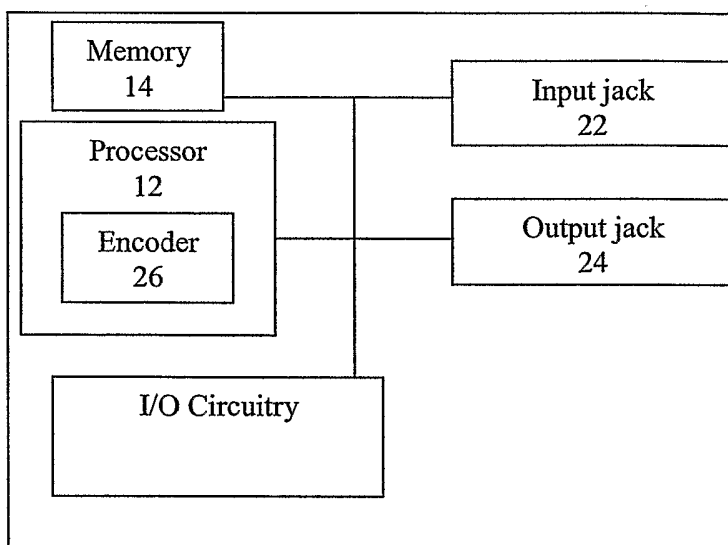 Memory
14
Input jack
22
Processor
12
Encoder
26
Output jack
24
I/O Circuitry